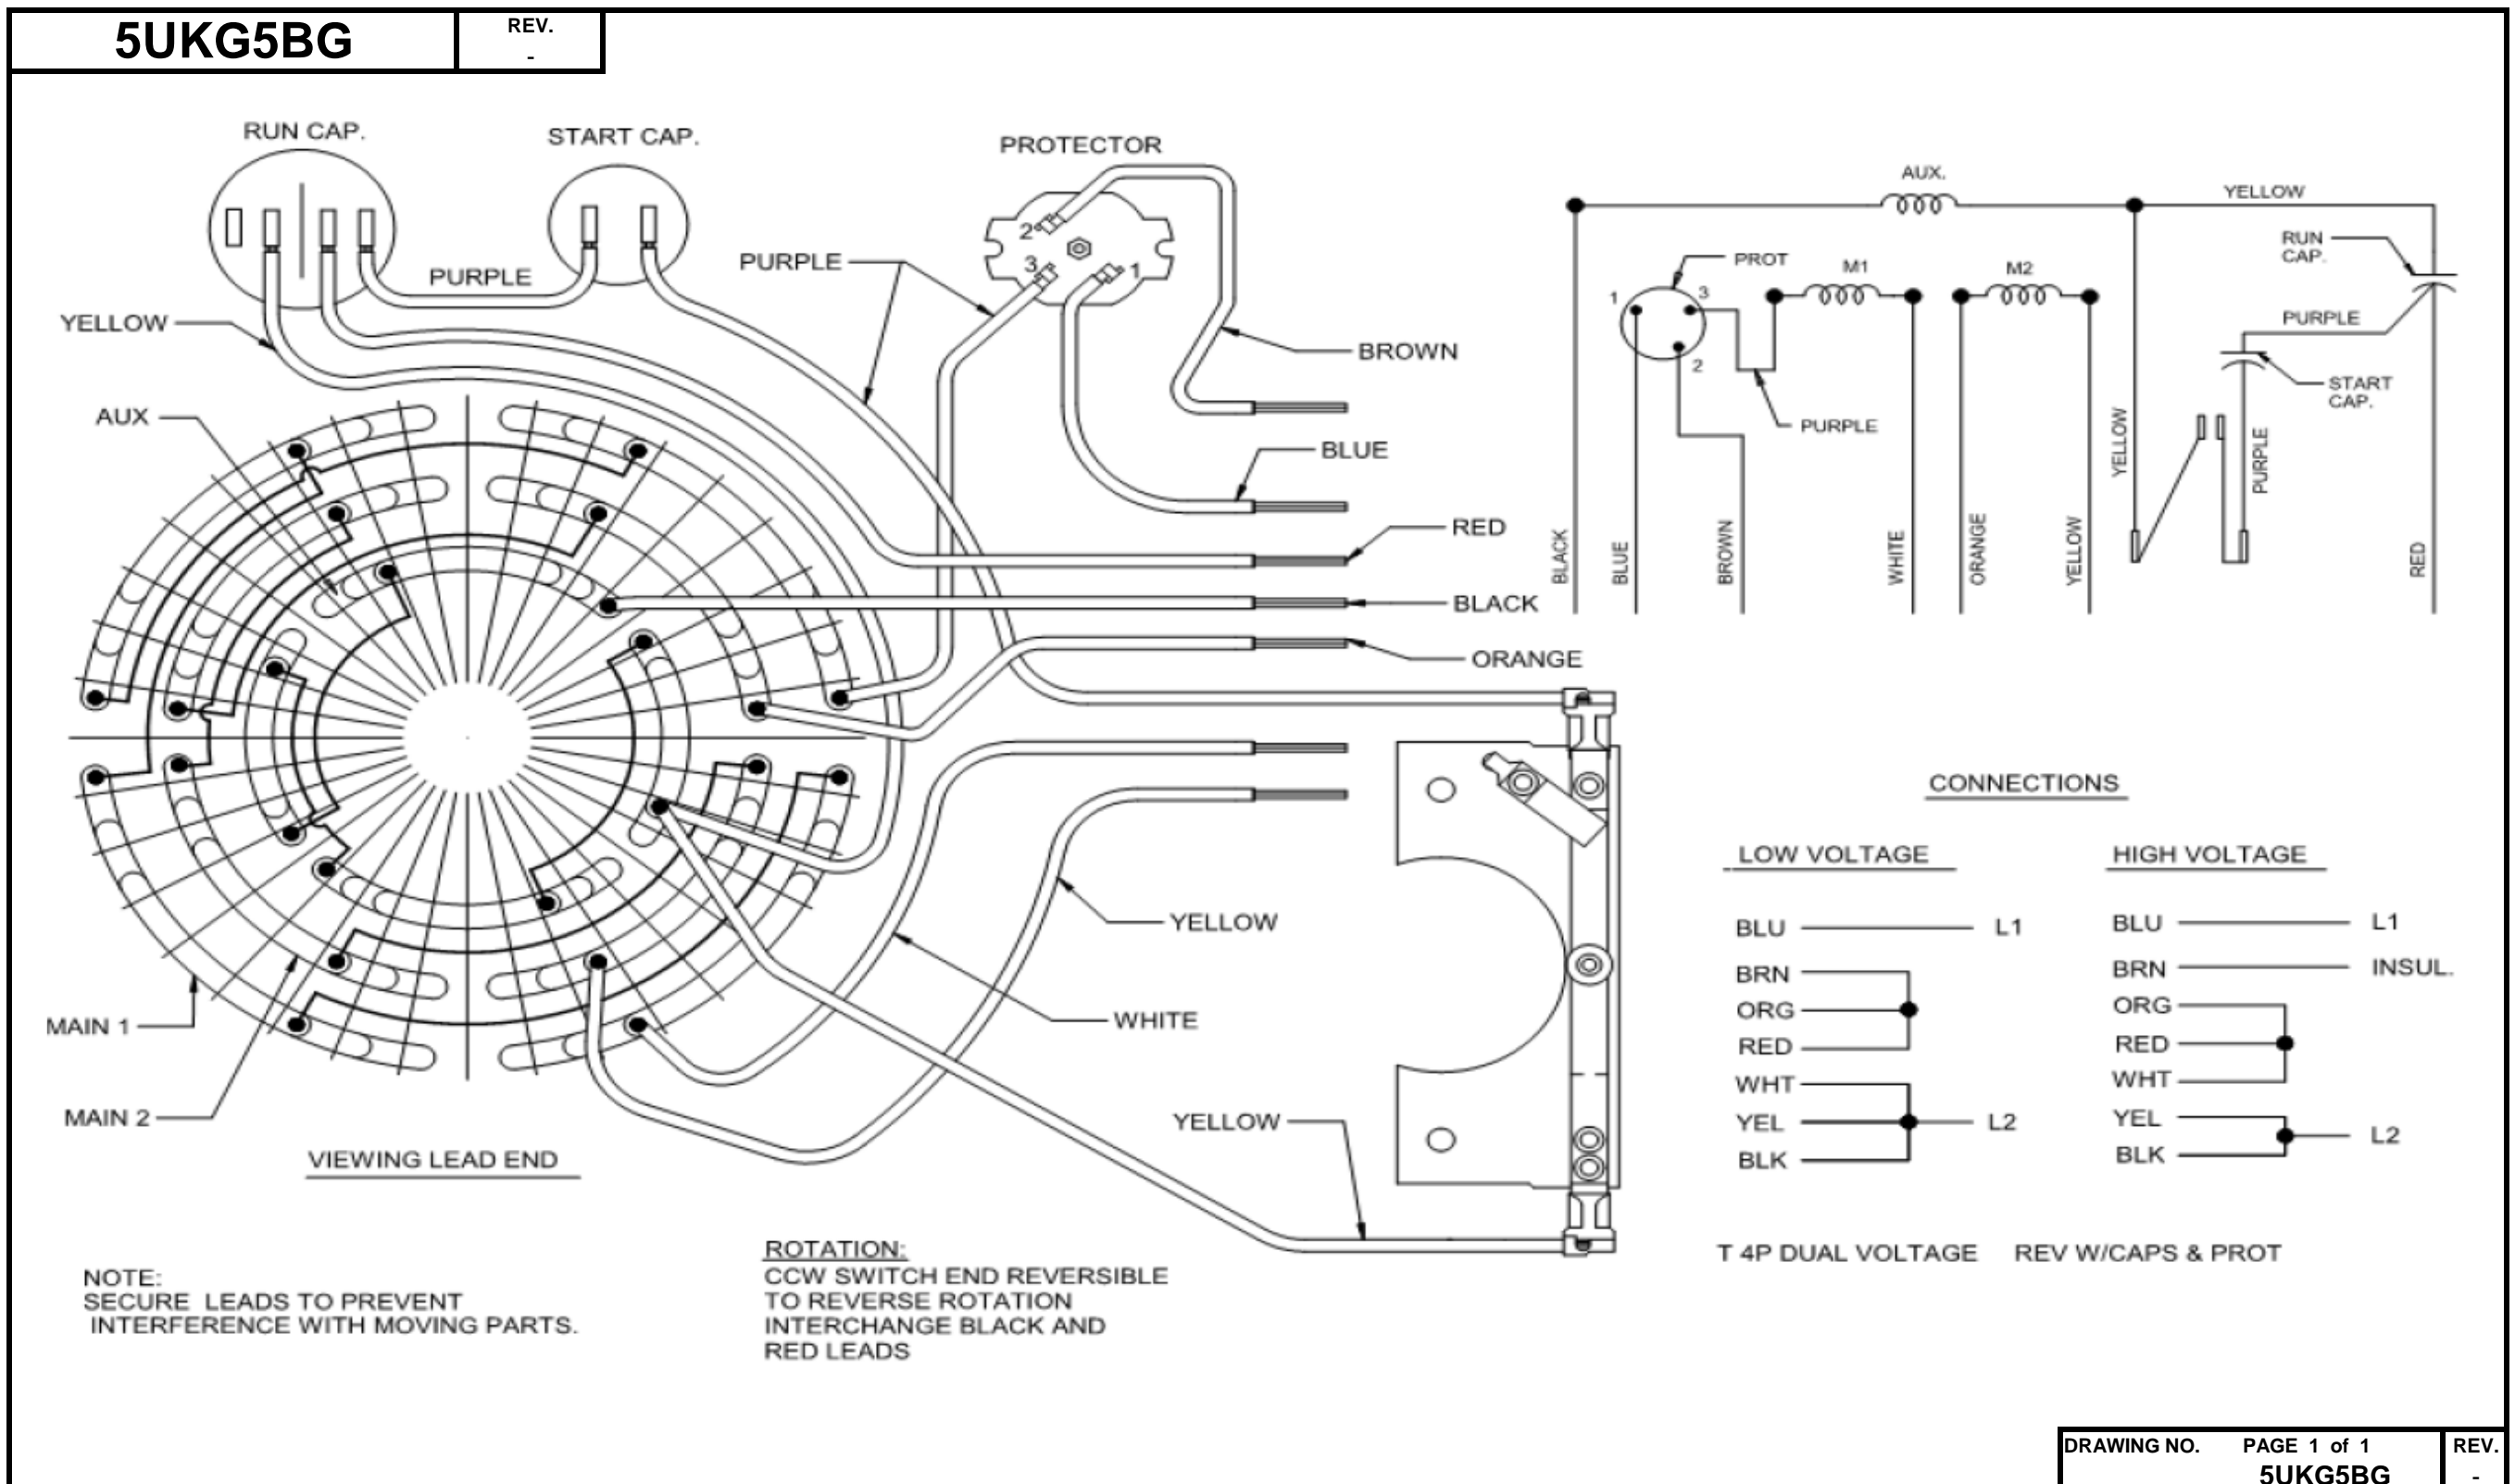 5UKG5BG
REV.
-
RUN CAP.
START CAP.
PROTECTOR
PURPLE
PURPLE
YELLOW
AUX
2
3
1
BROWN
BLUE
RED
BLACK
ORANGE
YELLOW
WHITE
YELLOW
MAIN 1
MAIN 2
VIEWING LEAD END
AUX.
YELLOW
RUN
CAP.
PROT
M1
M2
1
3
2
PURPLE
PURPLE
START
CAP.
BLACK
BLUE
BROWN
WHITE
ORANGE
YELLOW
YELLOW
PURPLE
RED
CONNECTIONS
LOW VOLTAGE
BLU L1
BRN
ORG
RED
WHT
YEL L2
BLK
HIGH VOLTAGE
BLU L1
BRN INSUL.
ORG
RED
WHT
YEL
L2
BLK
T 4P DUAL VOLTAGE REV W/CAPS & PROT
NOTE:
SECURE LEADS TO PREVENT
INTERFERENCE WITH MOVING PARTS.
ROTATION:
CCW SWITCH END REVERSIBLE
TO REVERSE ROTATION
INTERCHANGE BLACK AND
RED LEADS
DRAWING NO. PAGE 1 of 1 REV.
5UKG5BG -